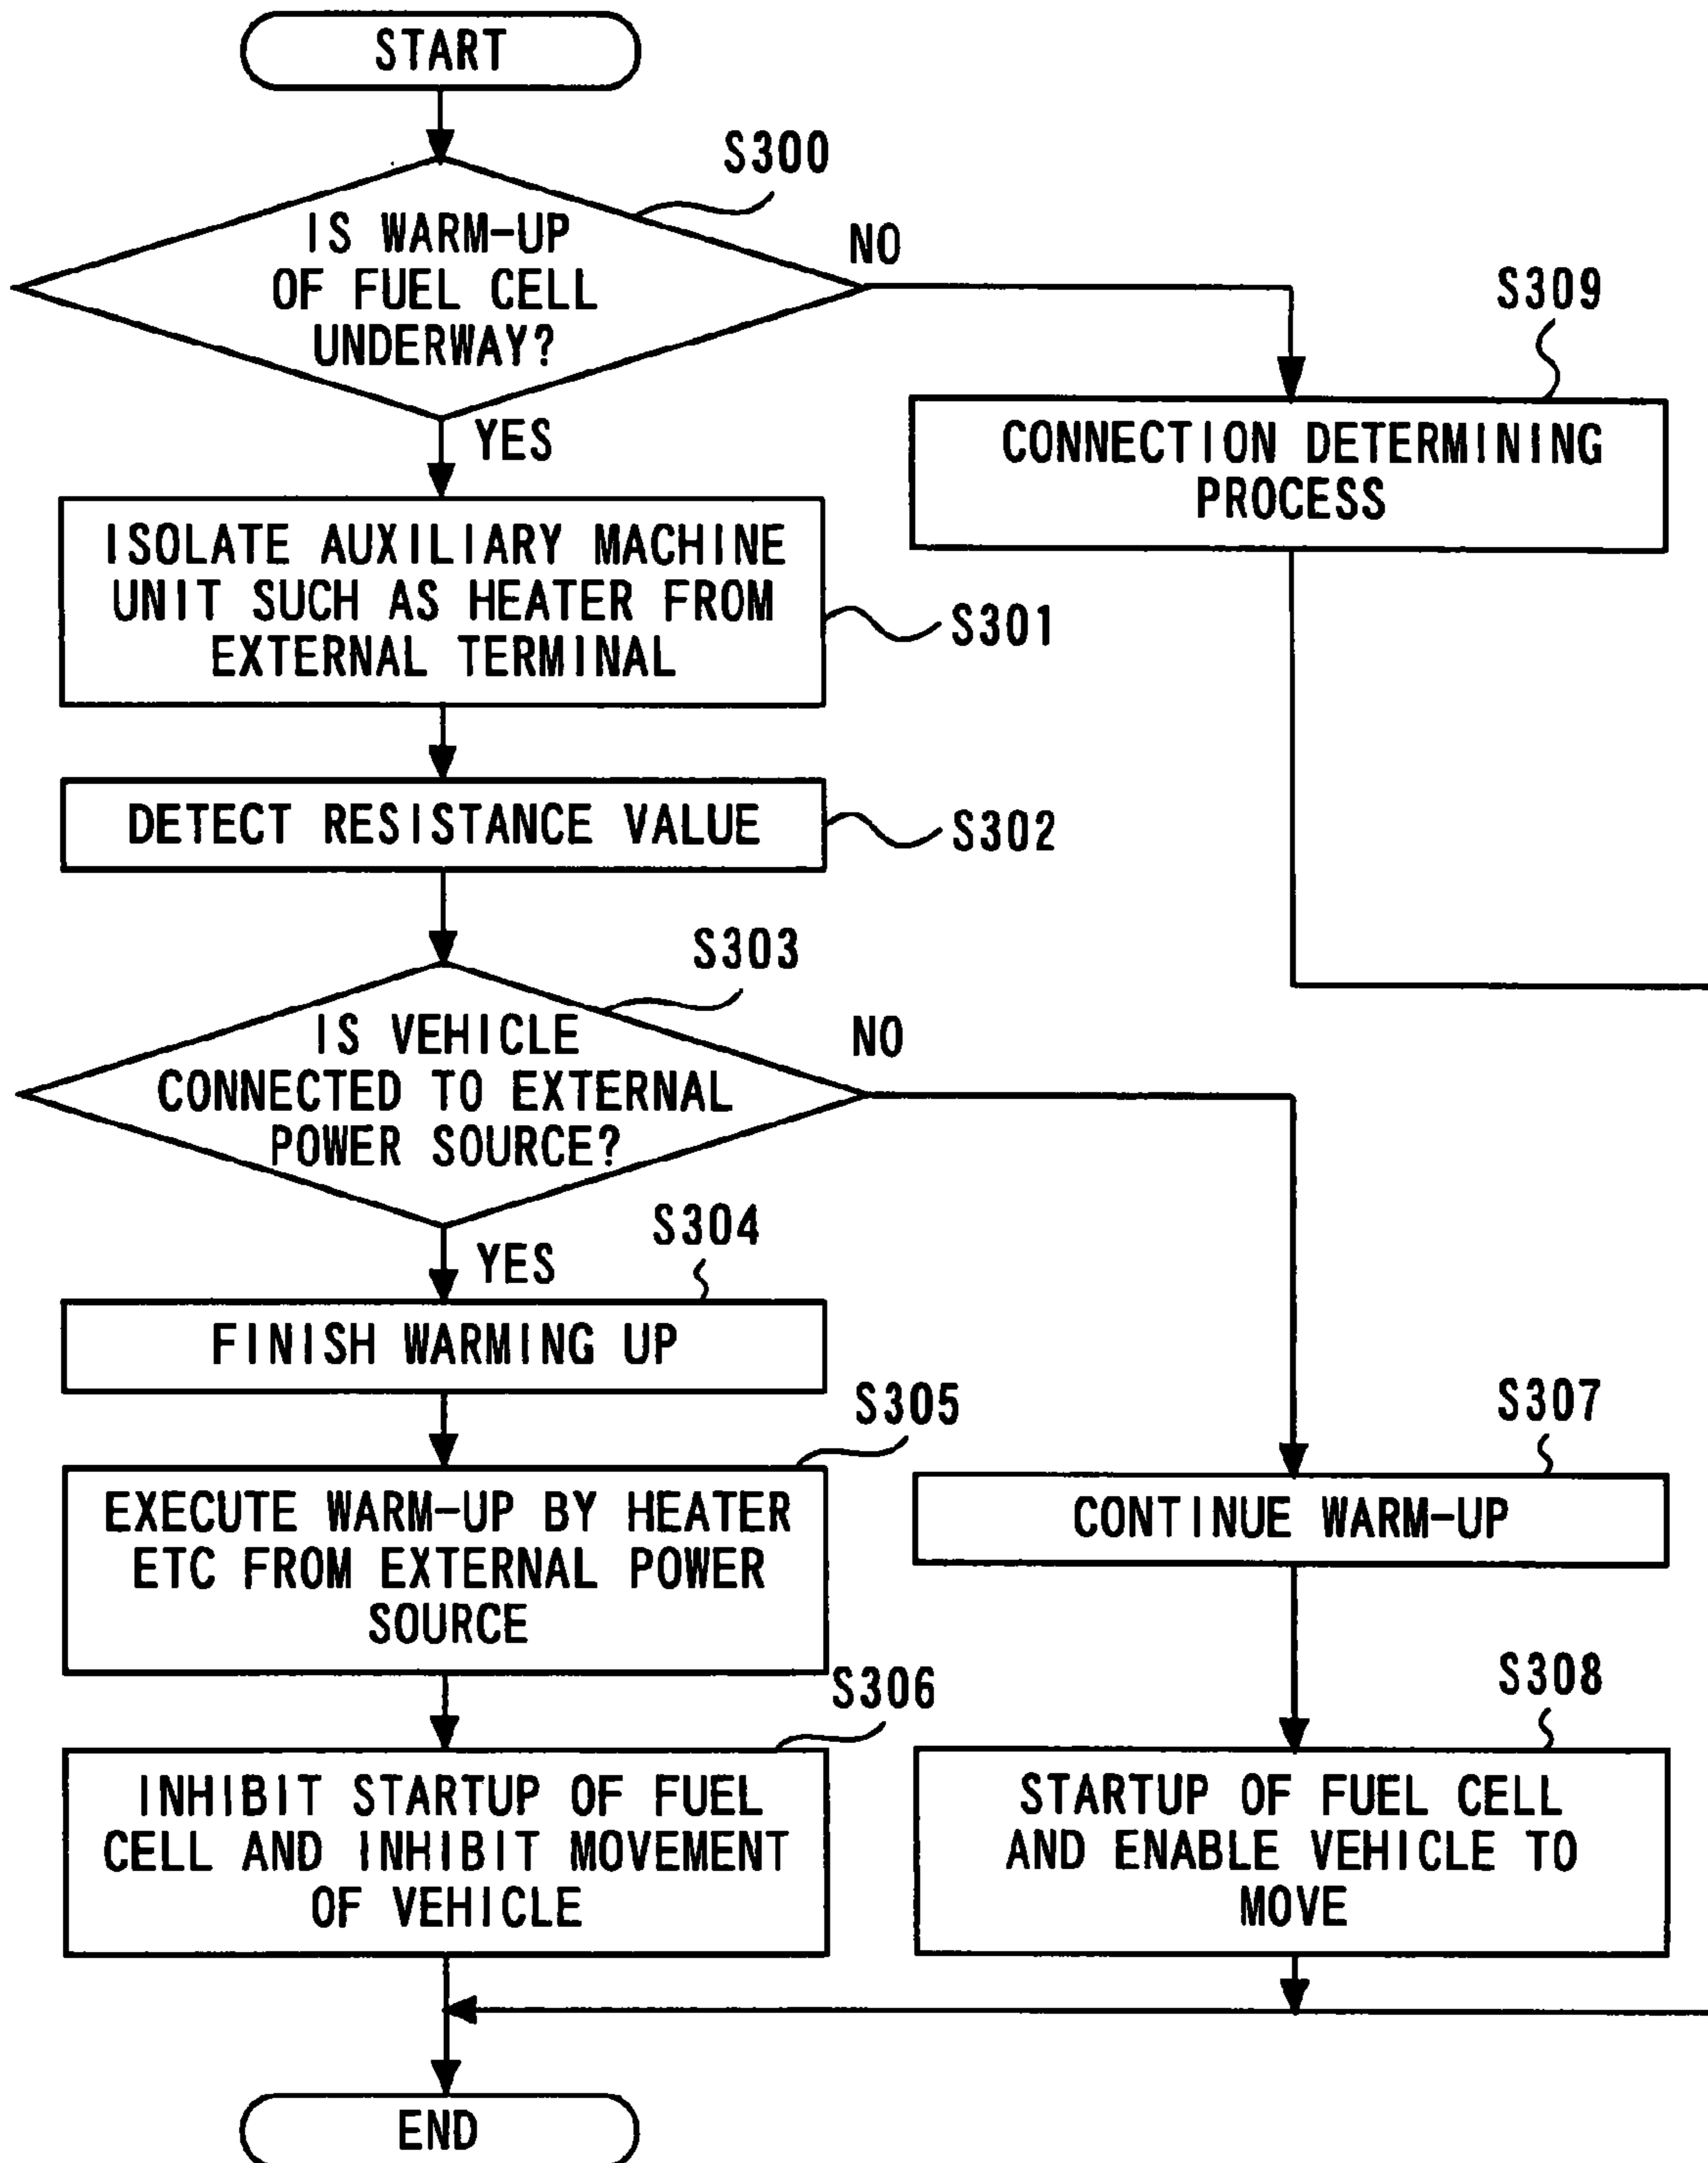 START
S300
IS WARM-UP
OF FUEL CELL
UNDERWAY?
NO
YES
S309
CONNECTION DETERMINING
PROCESS
ISOLATE AUXILIARY MACHINE
UNIT SUCH AS HEATER FROM
EXTERNAL TERMINAL
S301
DETECT RESISTANCE VALUE
S302
S303
IS VEHICLE
CONNECTED TO EXTERNAL
POWER SOURCE?
NO
YES
S304
FINISH WARMING UP
S305
EXECUTE WARM-UP BY HEATER
ETC FROM EXTERNAL POWER
SOURCE
S307
CONTINUE WARM-UP
S306
INHIBIT STARTUP OF FUEL
CELL AND INHIBIT MOVEMENT
OF VEHICLE
S308
STARTUP OF FUEL CELL
AND ENABLE VEHICLE TO
MOVE
END